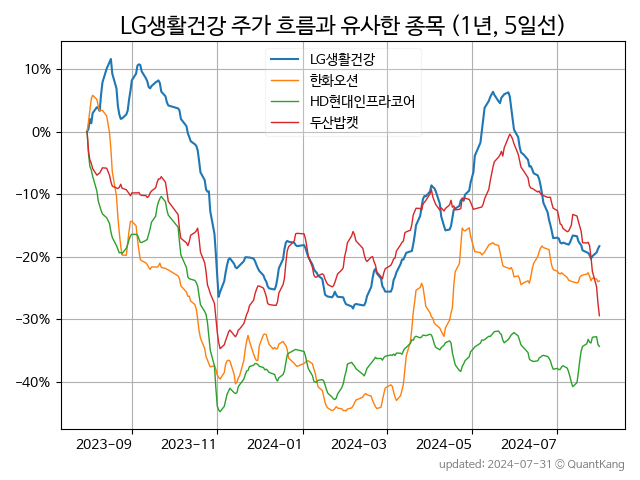 LG생활건강 주가 흐름과 유사한 종목 (1년, 5일선)
LG생활건강
한화오션
HD현대인프라코어
두산밥캣
10%
0%
−10%
−20%
−30%
−40%
2023-09
2023-11
2024-01
2024-03
2024-05
2024-07
updated: 2024-07-31 © QuantKang